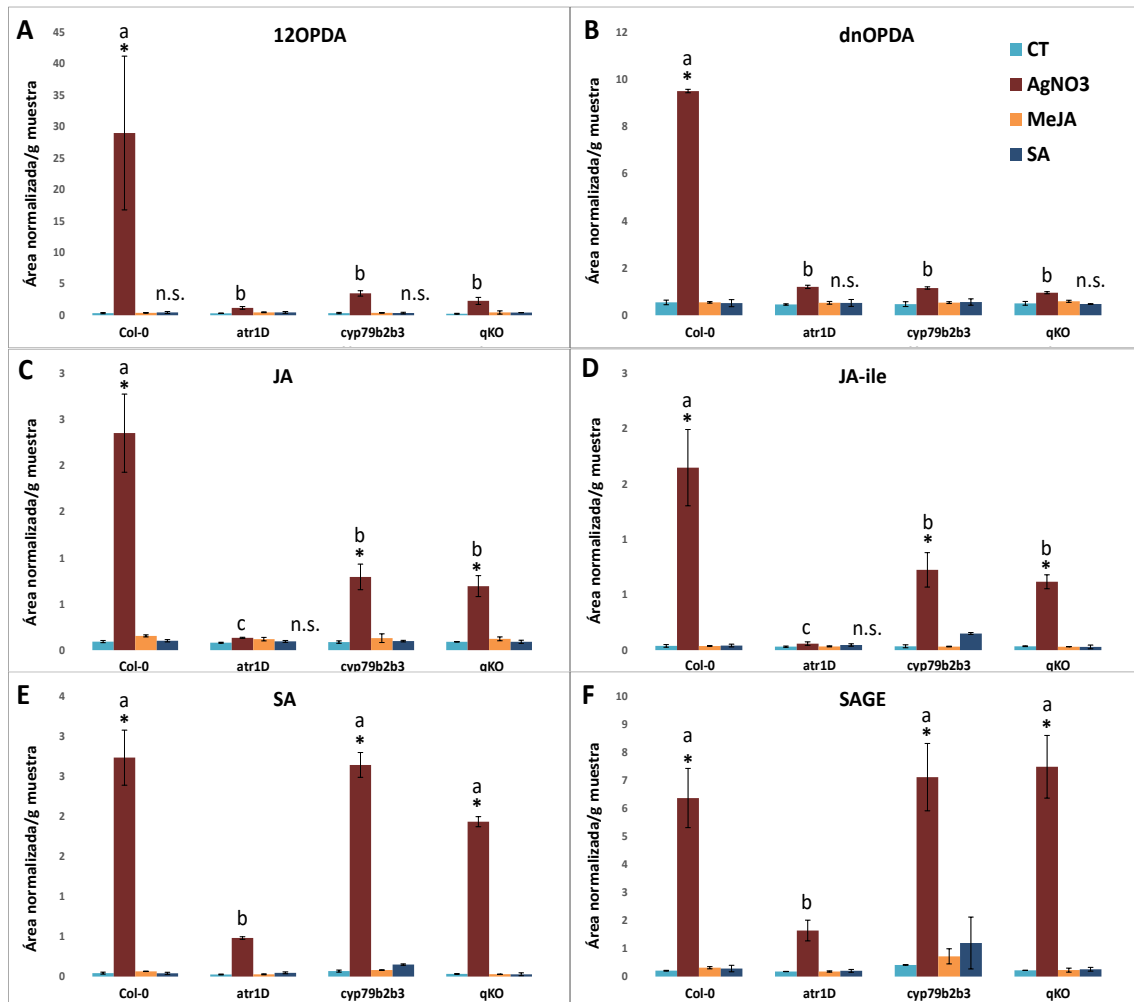 A
12OPDA
Área normalizada/g muestra
45
40
35
30
25
20
15
10
5
0
a
*
n.s.
b
b
n.s.
b
Col-0
atr1D
cyp79b2b3
qKO
B
dnOPDA
CT
AgNO3
MeJA
SA
Área normalizada/g muestra
12
10
8
6
4
2
0
a
*
b
n.s.
b
b
n.s.
Col-0
atr1D
cyp79b2b3
qKO
C
JA
Área normalizada/g muestra
3
3
2
2
1
1
0
a
*
c
n.s.
b
*
b
*
Col-0
atr1D
cyp79b2b3
qKO
D
JA-ile
Área normalizada/g muestra
3
2
2
1
1
0
a
*
c
n.s.
b
*
b
*
Col-0
atr1D
cyp79b2b3
qKO
E
SA
Área normalizada/g muestra
4
3
3
2
2
1
1
0
a
*
b
a
*
a
*
Col-0
atr1D
cyp79b2b3
qKO
F
SAGE
Área normalizada/g muestra
10
9
8
7
6
5
4
3
2
1
0
a
*
b
a
*
a
*
Col-0
atr1D
cyp79b2b3
qKO